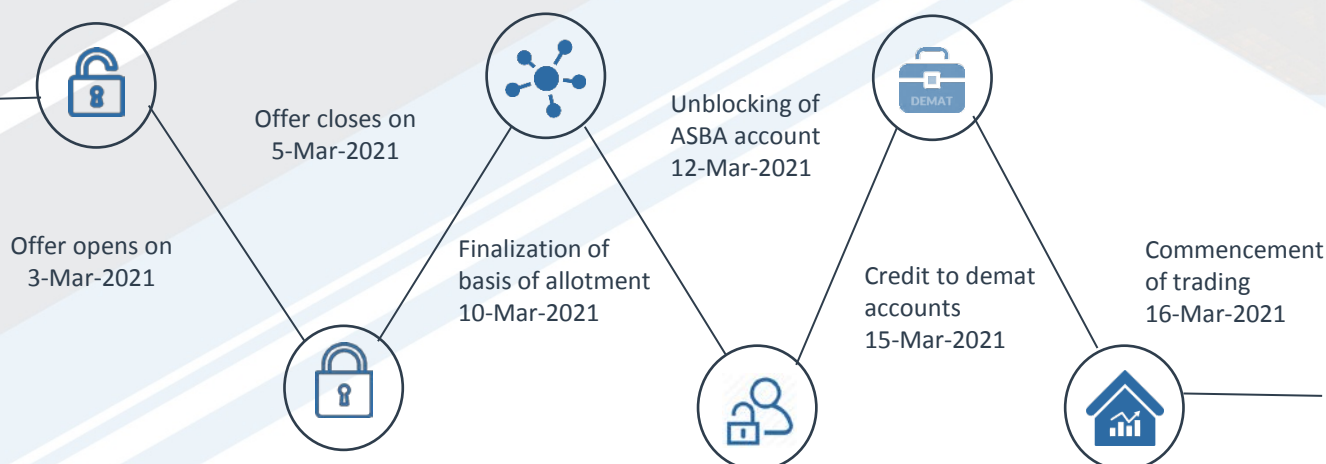 Offer opens on
3-Mar-2021
Offer closes on
5-Mar-2021
Finalization of
basis of allotment
10-Mar-2021
Unblocking of
ASBA account
12-Mar-2021
DEMAT
Credit to demat
accounts
15-Mar-2021
Commencement
of trading
16-Mar-2021